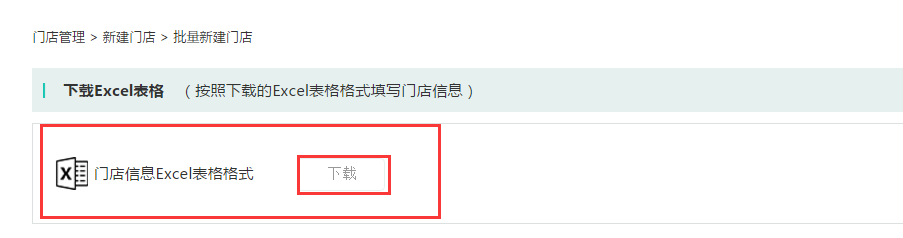 门店管理 > 新建门店 > 批量新建门店
下载Excel表格 （按照下载的Excel表格格式填写门店信息）
门店信息Excel表格格式 下载